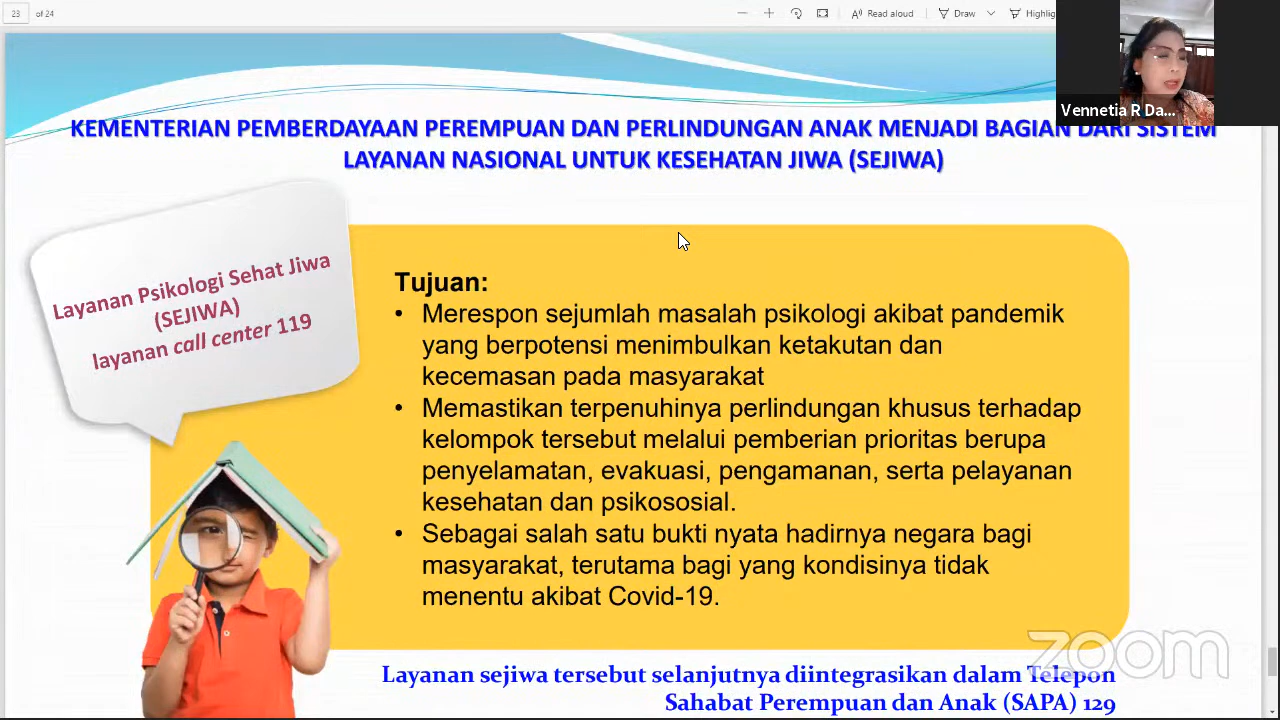 23 of 24
Read aloud
Draw
Highlig
Vennetia R Da...
KEMENTERIAN PEMBERDAYAAN PEREMPUAN DAN PERLINDUNGAN ANAK MENJADI BAGIAN DARI SISTEM
LAYANAN NASIONAL UNTUK KESEHATAN JIWA (SEJIWA)
Layanan Psikologi Sehat Jiwa
(SEJIWA)
layanan call center 119
Tujuan:
• Merespon sejumlah masalah psikologi akibat pandemik
yang berpotensi menimbulkan ketakutan dan
kecemasan pada masyarakat
• Memastikan terpenuhinya perlindungan khusus terhadap
kelompok tersebut melalui pemberian prioritas berupa
penyelamatan, evakuasi, pengamanan, serta pelayanan
kesehatan dan psikososial.
• Sebagai salah satu bukti nyata hadirnya negara bagi
masyarakat, terutama bagi yang kondisinya tidak
menentu akibat Covid-19.
zoom
Layanan sejiwa tersebut selanjutnya diintegrasikan dalam Telepon
Sahabat Perempuan dan Anak (SAPA) 129